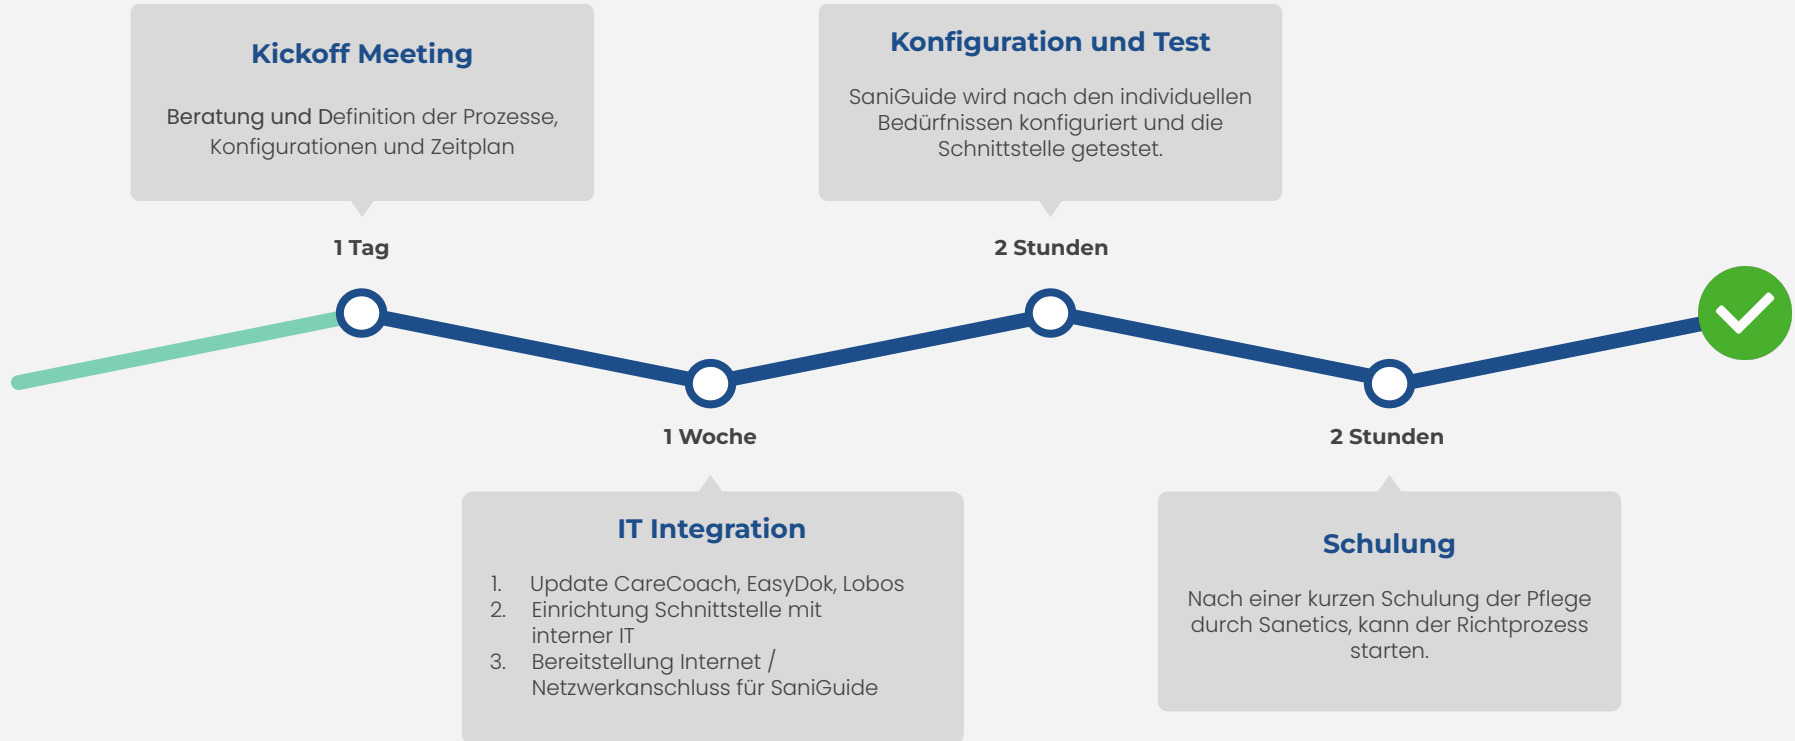 Kickoff Meeting
Beratung und Definition der Prozesse,
Konfigurationen und Zeitplan
1 Tag
IT Integration
1. Update CareCoach, EasyDok, Lobos
2. Einrichtung Schnittstelle mit
interner IT
3. Bereitstellung Internet /
Netzwerkanschluss für SaniGuide
1 Woche
Konfiguration und Test
SaniGuide wird nach den individuellen
Bedürfnissen konfiguriert und die
Schnittstelle getestet.
2 Stunden
2 Stunden
Schulung
Nach einer kurzen Schulung der Pflege
durch Sanetics, kann der Richtprozess
starten.